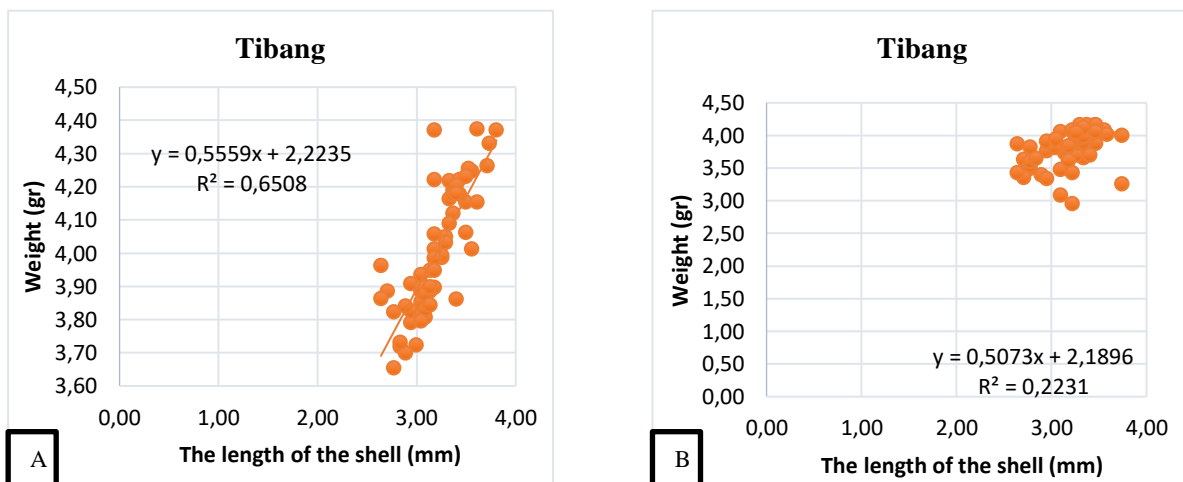 Tibang
Weight (gr)
4,50
4,40
4,30
4,20
4,10
4,00
3,90
3,80
3,70
3,60
y = 0,5559x + 2,2235
R² = 0,6508
0,00 1,00 2,00 3,00 4,00
The length of the shell (mm)
A
Tibang
Weight (gr)
4,50
4,00
3,50
3,00
2,50
2,00
1,50
1,00
0,50
0,00
y = 0,5073x + 2,1896
R² = 0,2231
0,00 1,00 2,00 3,00 4,00
The length of the shell (mm)
B